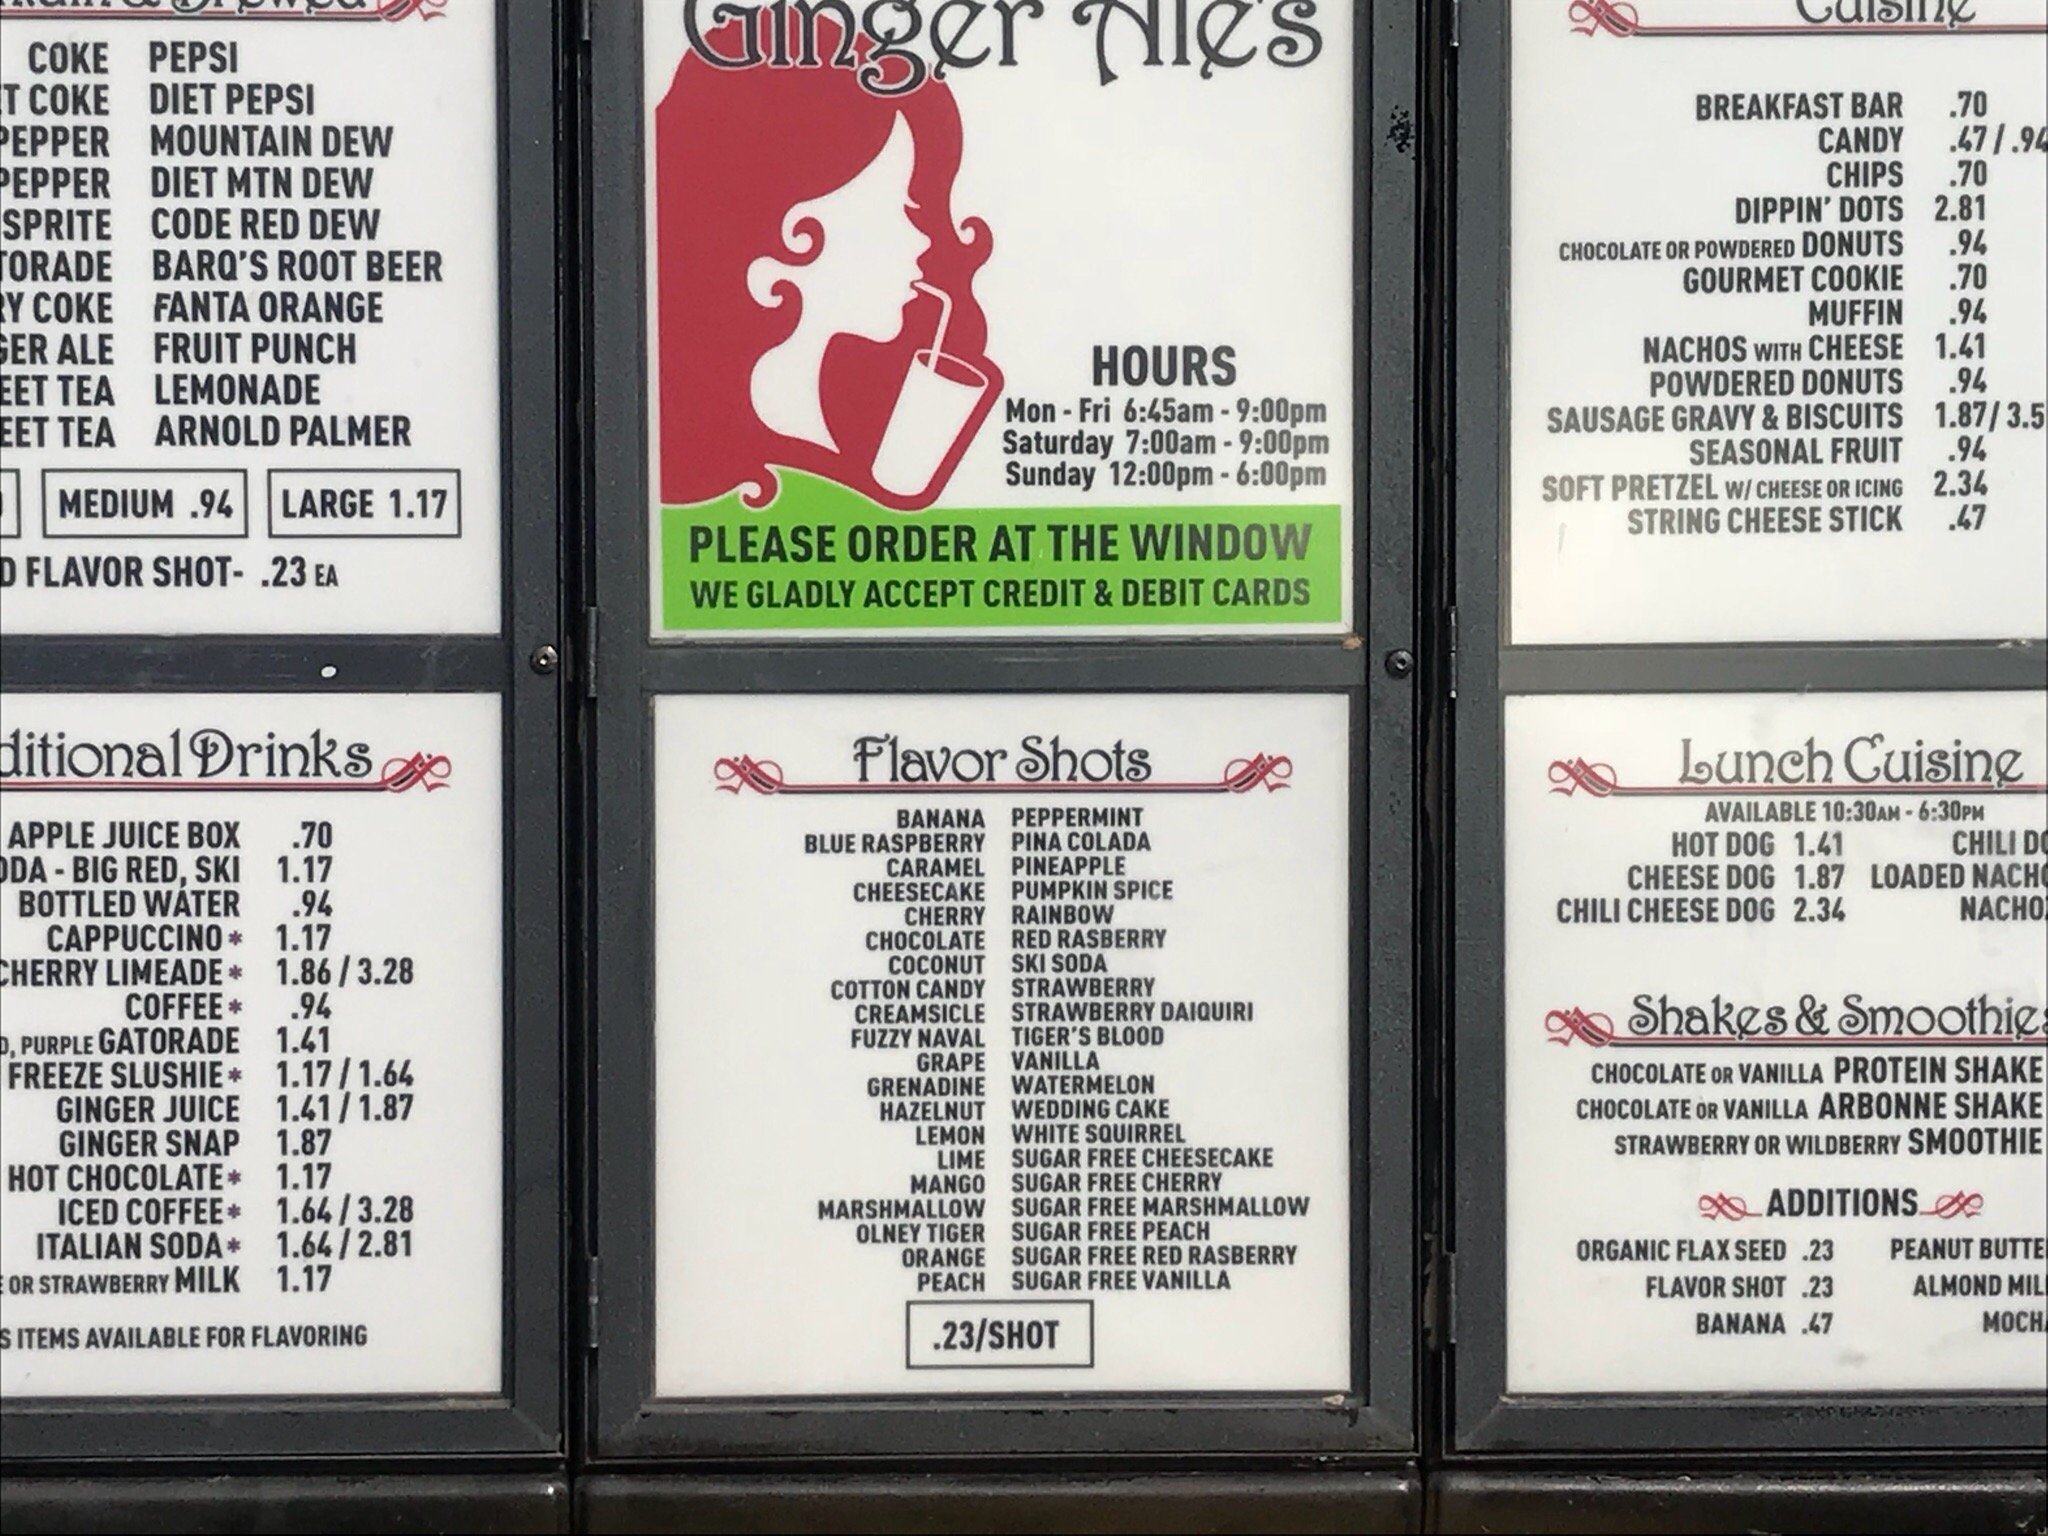 & Brewed
COKE PEPSI
COKE DIET PEPSI
PEPPER MOUNTAIN DEW
PEPPER DIET MTN DEW
SPRITE CODE RED DEW
BARQ'S ROOT BEER
COKE FANTA ORANGE
ALE FRUIT PUNCH
TEA LEMONADE
TEA ARNOLD PALMER
MEDIUM .94 LARGE 1.17
FLAVOR SHOT- .23 EA
Drinks
APPLE JUICE BOX .70
- BIG RED, SKI 1.17
BOTTLED WATER .94
CAPPUCCINO* 1.17
CHERRY LIMEADE* 1.86 / 3.28
COFFEE* .94
PURPLE GATORADE 1.41
FREEZE SLUSHIE* 1.17 / 1.64
GINGER JUICE 1.41 / 1.87
GINGER SNAP 1.87
HOT CHOCOLATE* 1.17
ICED COFFEE* 1.64 / 3.28
ITALIAN SODA* 1.64 / 2.81
OR STRAWBERRY MILK 1.17
ITEMS AVAILABLE FOR FLAVORING
Ginger Ale's
HOURS
Mon - Fri 6:45am - 9:00pm
Saturday 7:00am - 9:00pm
Sunday 12:00pm - 6:00pm
PLEASE ORDER AT THE WINDOW
WE GLADLY ACCEPT CREDIT & DEBIT CARDS
Flavor Shots
BANANA PEPPERMINT
BLUE RASPBERRY PINA COLADA
CARAMEL PINEAPPLE
CHEESECAKE PUMPKIN SPICE
CHERRY RAINBOW
CHOCOLATE RED RASBERRY
COCONUT SKI SODA
COTTON CANDY STRAWBERRY
CREAMSICLE STRAWBERRY DAIQUIRI
FUZZY NAVAL TIGER'S BLOOD
GRAPE VANILLA
GRENADINE WATERMELON
HAZELNUT WEDDING CAKE
LEMON WHITE SQUIRREL
LIME SUGAR FREE CHEESECAKE
MANGO SUGAR FREE CHERRY
MARSHMALLOW SUGAR FREE MARSHMALLOW
OLNEY TIGER SUGAR FREE PEACH
ORANGE SUGAR FREE RED RASBERRY
PEACH SUGAR FREE VANILLA
.23/SHOT
Cuisine
BREAKFAST BAR .70
CANDY .47 / .94
CHIPS .70
DIPPIN' DOTS 2.81
CHOCOLATE OR POWDERED DONUTS .94
GOURMET COOKIE .70
MUFFIN .94
NACHOS WITH CHEESE 1.41
POWDERED DONUTS .94
SAUSAGE GRAVY & BISCUITS 1.87/
SEASONAL FRUIT .94
SOFT PRETZEL W/ CHEESE OR ICING 2.34
STRING CHEESE STICK .47
Lunch Cuisine
AVAILABLE 10:30AM - 6:30PM
HOT DOG 1.41 CHILI
CHEESE DOG 1.87 LOADED
CHILI CHEESE DOG 2.34
Shakes & Smoothies
CHOCOLATE OR VANILLA PROTEIN SHAKE
CHOCOLATE OR VANILLA ARBONNE SHAKE
STRAWBERRY OR WILDBERRY SMOOTHIE
ADDITIONS
ORGANIC FLAX SEED .23 PEANUT
FLAVOR SHOT .23 ALMOND
BANANA .47